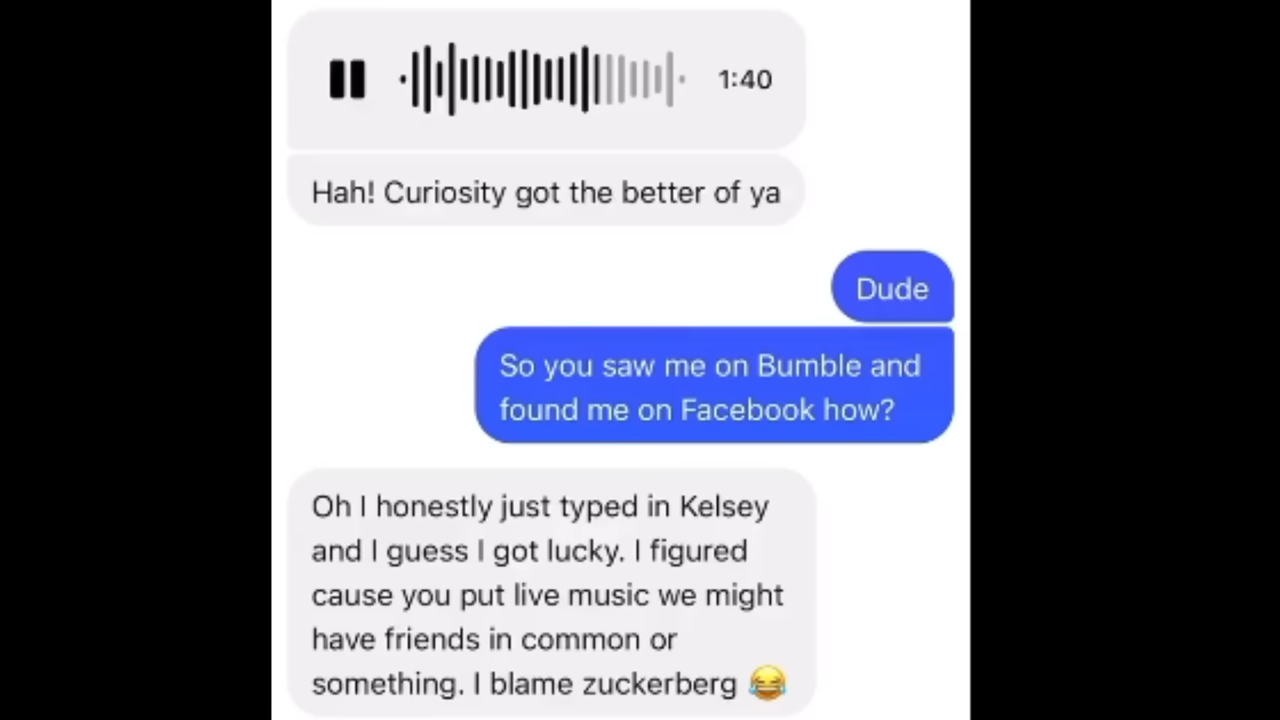 1:40
Hah! Curiosity got the better of ya
Dude
So you saw me on Bumble and
found me on Facebook how?
Oh I honestly just typed in Kelsey
and I guess I got lucky. I figured
cause you put live music we might
have friends in common or
something. I blame zuckerberg 😂